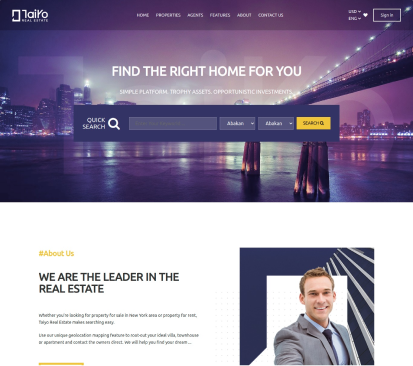 TaiYo
REAL ESTATE
HOME PROPERTIES AGENTS FEATURES ABOUT CONTACT US
USD
ENG
Sign In
FIND THE RIGHT HOME FOR YOU
SIMPLE PLATFORM, TROPHY ASSETS, OPPORTUNISTIC INVESTMENTS
QUICK
SEARCH
Abakan
Abakan
SEARCH
#About Us
WE ARE THE LEADER IN THE
REAL ESTATE
Whether you're looking for property for sale in New York area or property for rent,
Taiyo Real Estate makes searching easy.
Use our unique geolocation mapping feature to root-out your ideal villa, townhouse
or apartment and contact the owners direct. We will help you find your dream ...